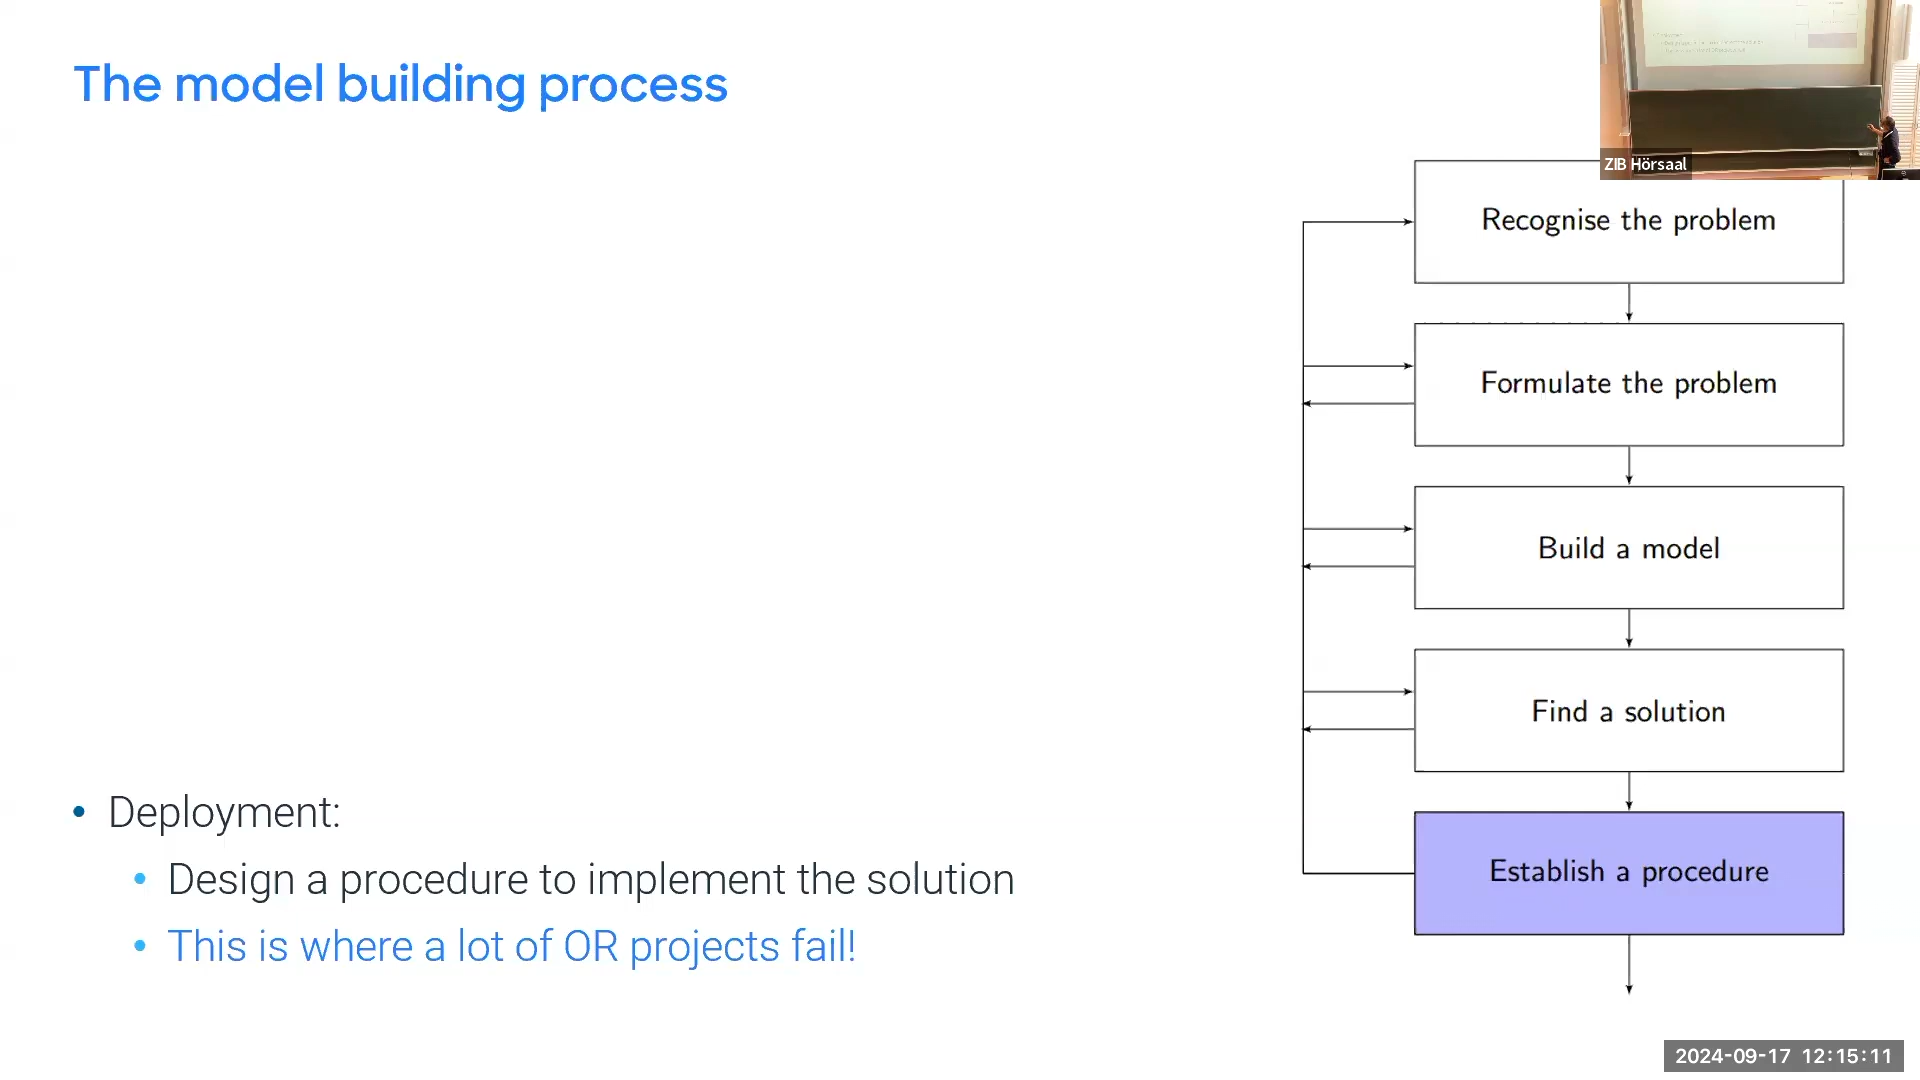 The model building process
ZIB Hörsaal
Recognise the problem
Formulate the problem
Build a model
Find a solution
Establish a procedure
• Deployment:
• Design a procedure to implement the solution
• This is where a lot of OR projects fail!
2024-09-17 12:15:11